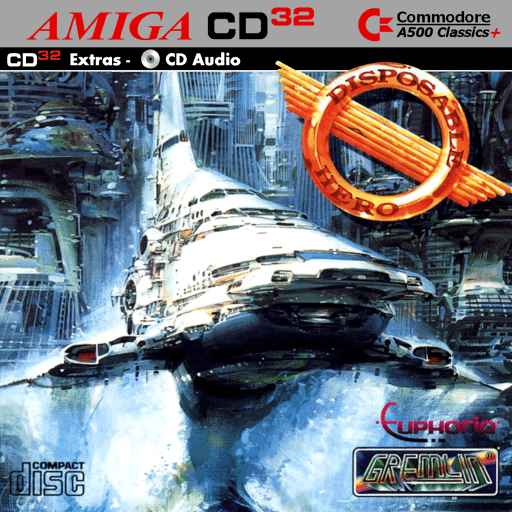 AMIGA CD32
Commodore
A500 Classics+
CD32 Extras - CD Audio
DISPOSABLE
HERO
Euphoria
GREMLIN®
COMPACT
disc